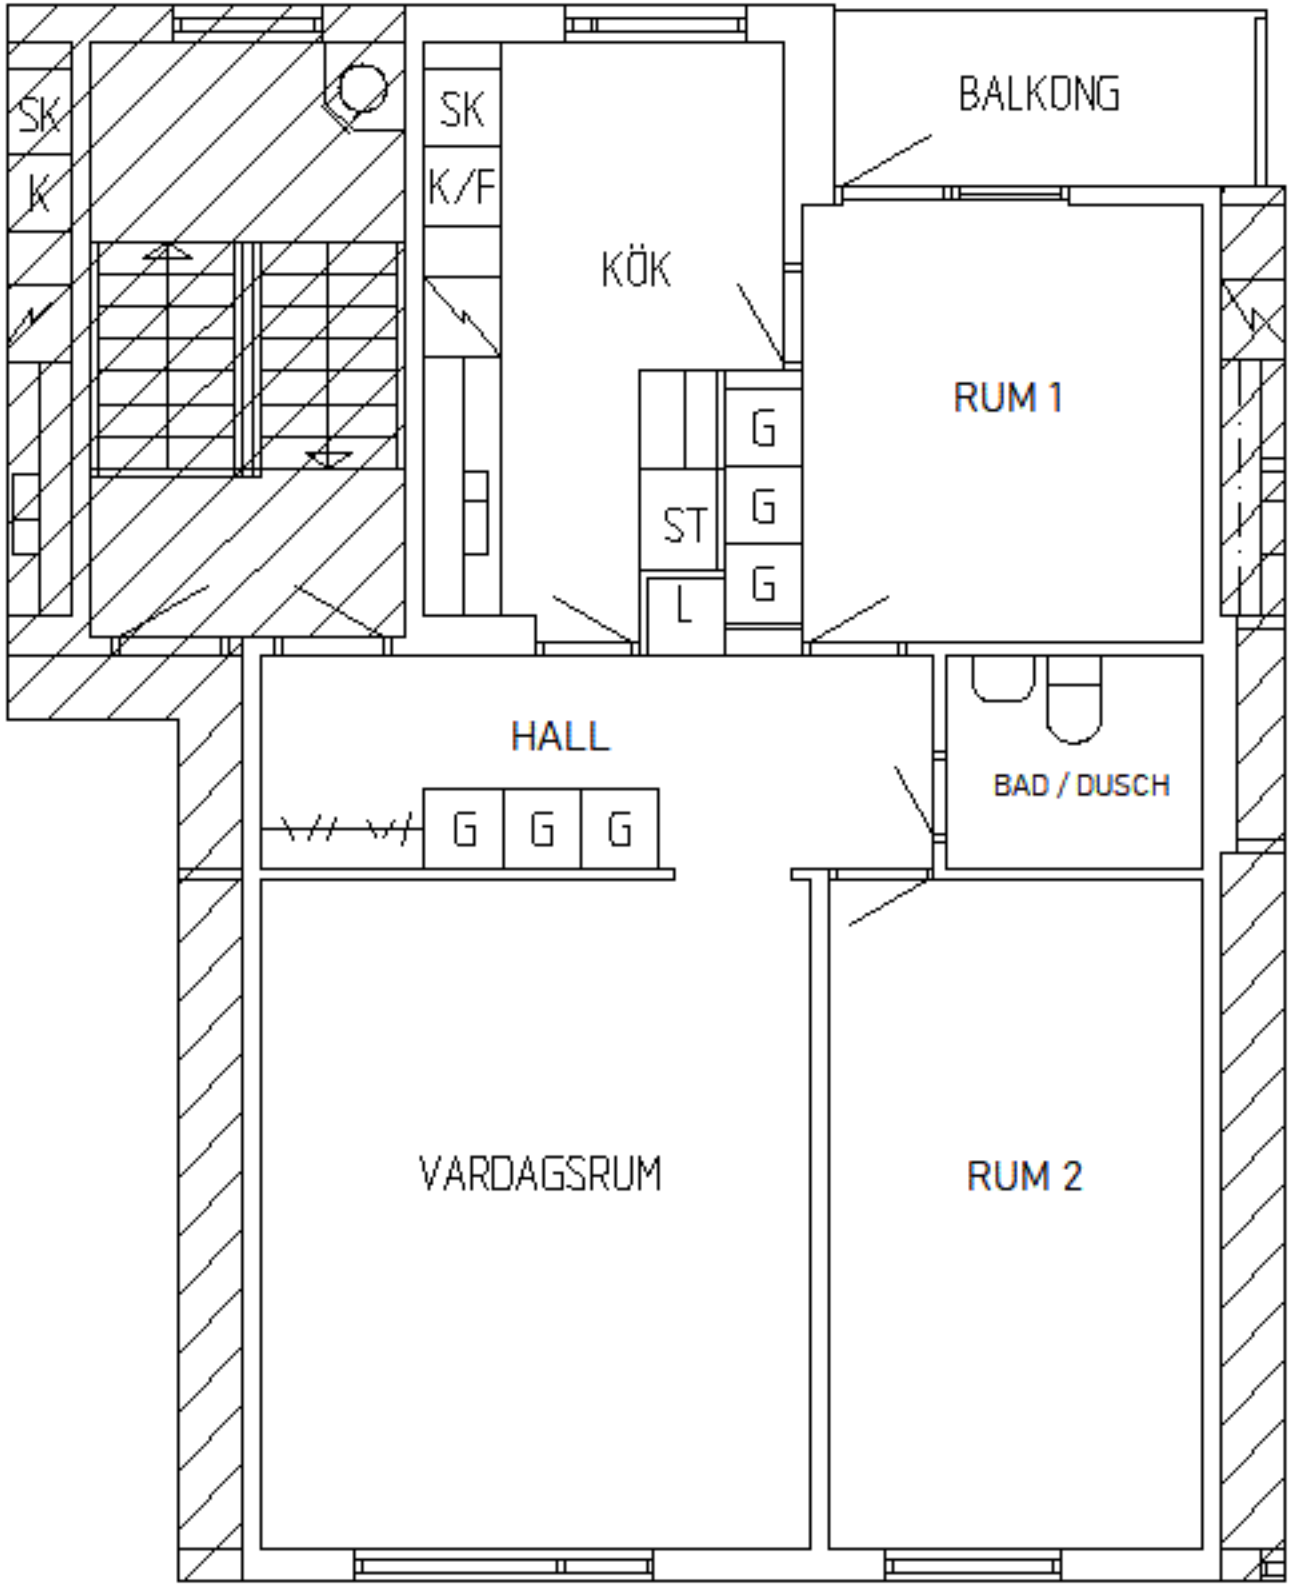 BALKONG
SK
SK
K
K/F
KÖK
RUM 1
G
G
ST
G
L
HALL
BAD / DUSCH
G
G
G
VARDAGSRUM
RUM 2